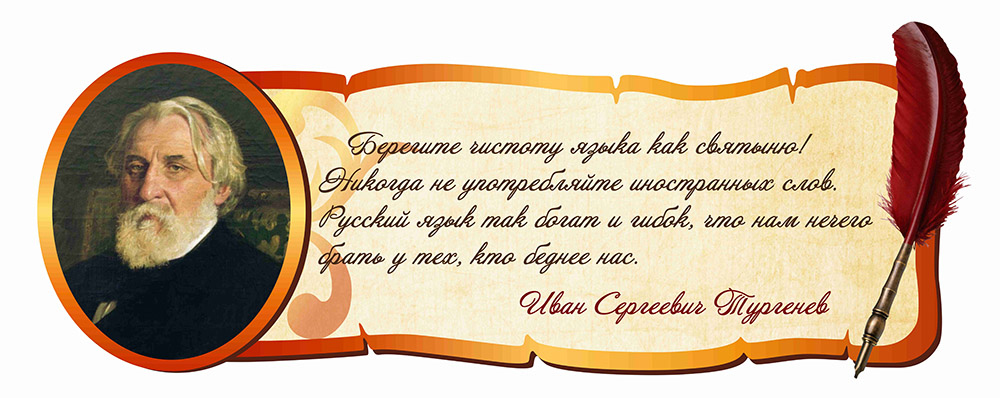 Берегите чистоту языка как святыню!
Никогда не употребляйте иностранных слов.
Русский язык так богат и гибок, что нам нечего
брать у тех, кто беднее нас.
Иван Сергеевич Тургенев